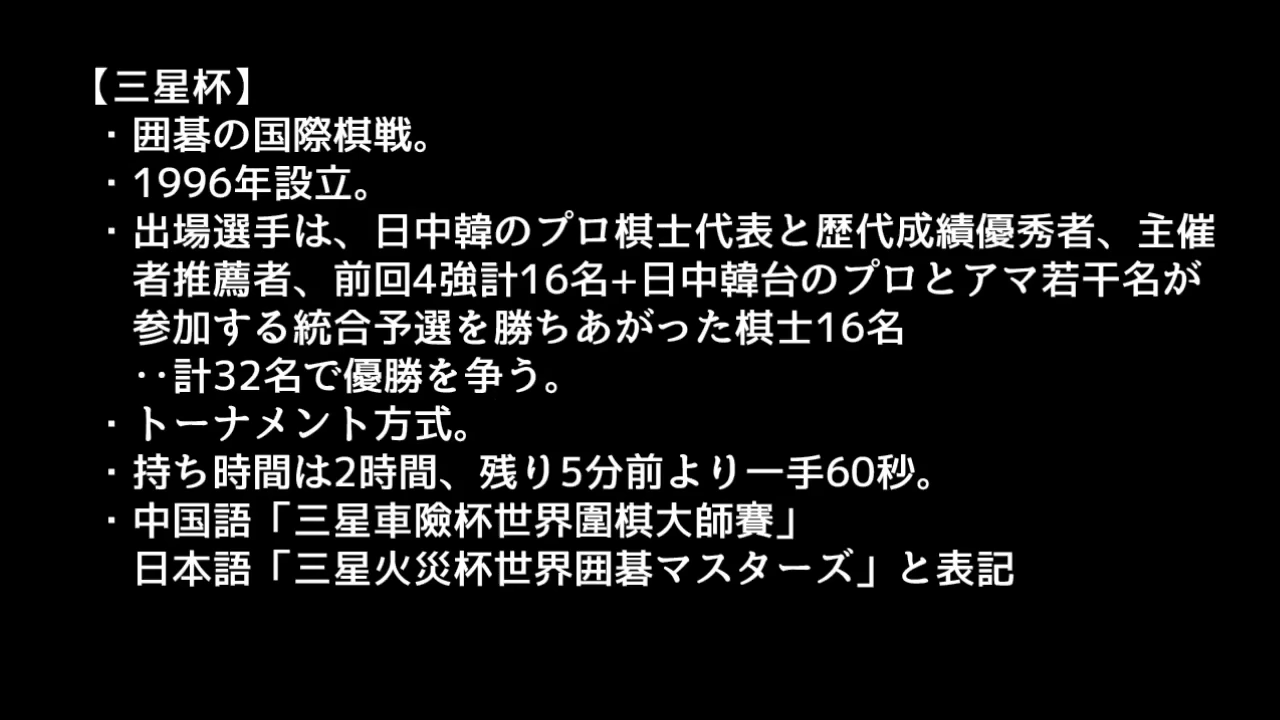 【三星杯】
・囲碁の国際棋戦。
・1996年設立。
・出場選手は、日中韓のプロ棋士代表と歴代成績優秀者、主催
者推薦者、前回4強計16名+日中韓台のプロとアマ若干名が
参加する統合予選を勝ちあがった棋士16名
‥計32名で優勝を争う。
・トーナメント方式。
・持ち時間は2時間、残り5分前より一手60秒。
・中国語「三星車險杯世界圍棋大師賽」
日本語「三星火災杯世界囲碁マスターズ」と表記